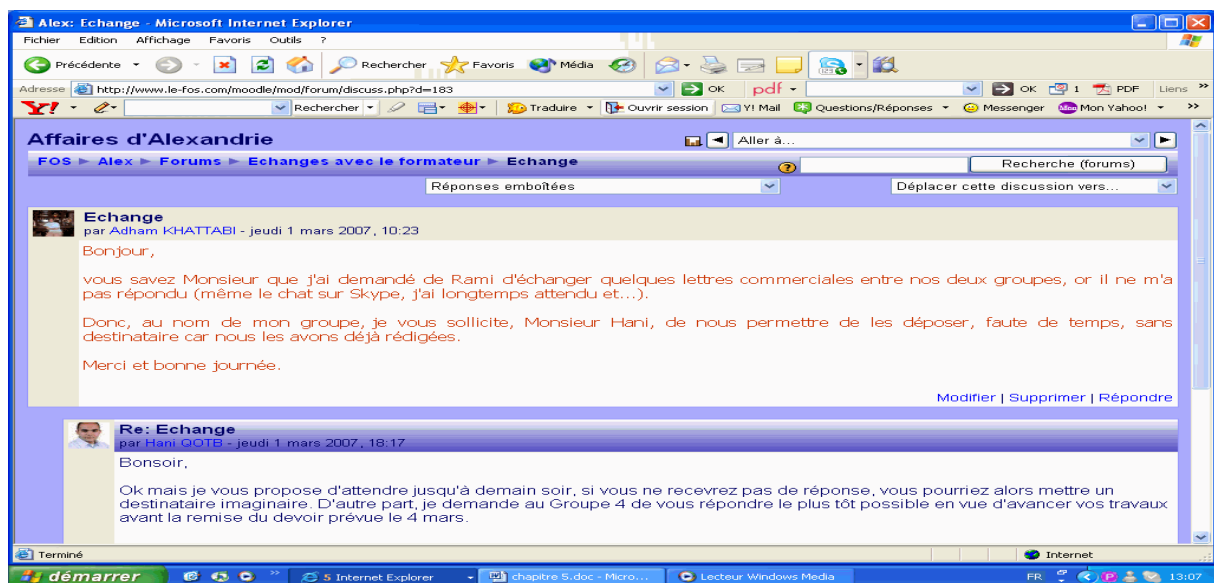 Alex: Echange - Microsoft Internet Explorer
Fichier Edition Affichage Favoris Outils ?
Précédente Rechercher Favoris Média
Adresse http://www.le-fos.com/moodle/mod/forum/discuss.php?d=183 OK pdf OK 1 PDF Liens »
Y! Rechercher Traduire Ouvrir session Y! Mail Questions/Réponses Messenger Mon Yahoo! »
Affaires d'Alexandrie Aller à...
FOS ► Alex ► Forums ► Echanges avec le formateur ► Echange ? Recherche (forums)
Réponses emboîtées Déplacer cette discussion vers...
Echange
par Adham KHATTABI - jeudi 1 mars 2007, 10:23
Bonjour,
vous savez Monsieur que j'ai demandé de Rami d'échanger quelques lettres commerciales entre nos deux groupes, or il ne m'a
pas répondu (même le chat sur Skype, j'ai longtemps attendu et...).
Donc, au nom de mon groupe, je vous sollicite, Monsieur Hani, de nous permettre de les déposer, faute de temps, sans
destinataire car nous les avons déjà rédigées.
Merci et bonne journée.
Modifier | Supprimer | Répondre
Re: Echange
par Hani QOTB - jeudi 1 mars 2007, 18:17
Bonsoir,
Ok mais je vous propose d'attendre jusqu'à demain soir, si vous ne recevrez pas de réponse, vous pourriez alors mettre un
destinataire imaginaire. D'autre part, je demande au Groupe 4 de vous répondre le plus tôt possible en vue d'avancer vos travaux
avant la remise du devoir prévue le 4 mars.
Terminé Internet
démarrer » 5 Internet Explorer chapitre 5.doc - Micro... Lecteur Windows Media FR 13:07